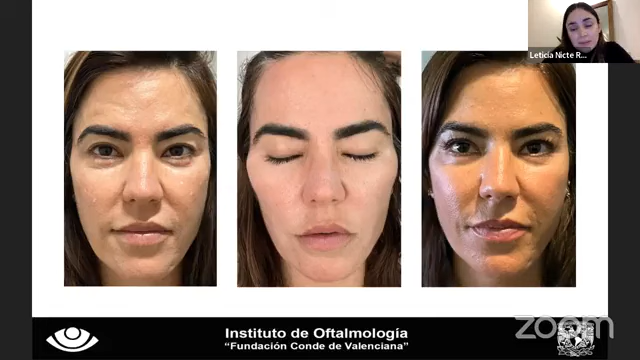 Leticia Nicte R...
Instituto de Oftalmología
“Fundación Conde de Valenciana”
zoom